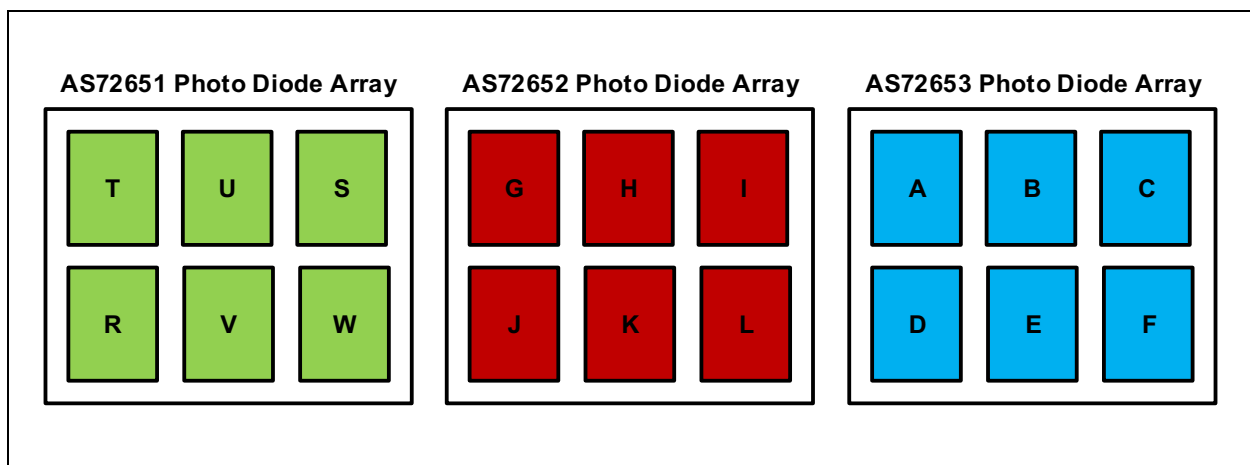 AS72651 Photo Diode Array
T U S
R V W
AS72652 Photo Diode Array
G H I
J K L
AS72653 Photo Diode Array
A B C
D E F